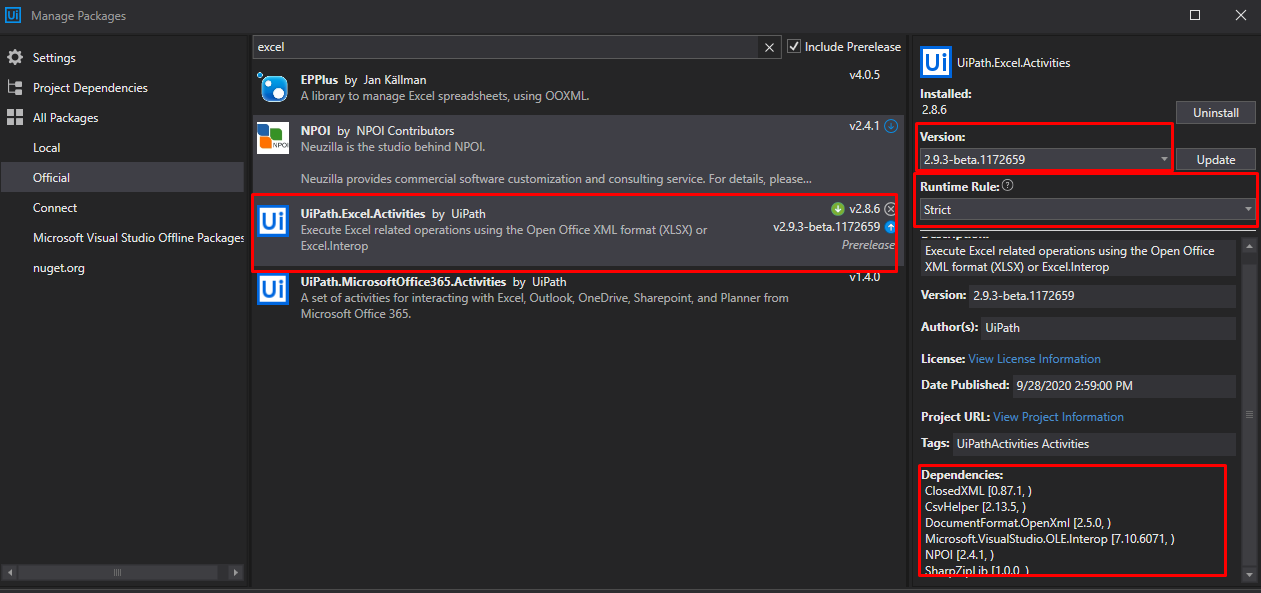 Ui Manage Packages
Settings
Project Dependencies
All Packages
Local
Official
Connect
Microsoft Visual Studio Offline Packages
nuget.org
excel
Include Prerelease
EPPlus by Jan Källman
v4.0.5
A library to manage Excel spreadsheets, using OOXML.
NPOI
NPOI by NPOI Contributors
v2.4.1
Neuzilla is the studio behind NPOI.
Neuzilla provides commercial software customization and consulting service. For details, please...
Ui
UiPath.Excel.Activities by UiPath
v2.8.6
Execute Excel related operations using the Open Office XML format (XLSX) or
v2.9.3-beta.1172659
Excel.Interop
Prerelease
Ui
UiPath.MicrosoftOffice365.Activities by UiPath
v1.4.0
A set of activities for interacting with Excel, Outlook, OneDrive, Sharepoint, and Planner from
Microsoft Office 365.
Ui UiPath.Excel.Activities
Installed:
2.8.6
Uninstall
Version:
2.9.3-beta.1172659
Update
Runtime Rule: ?
Strict
Description:
Execute Excel related operations using the Open Office
XML format (XLSX) or Excel.Interop
Version: 2.9.3-beta.1172659
Author(s): UiPath
License: View License Information
Date Published: 9/28/2020 2:59:00 PM
Project URL: View Project Information
Tags: UiPathActivities Activities
Dependencies:
ClosedXML [0.87.1, )
CsvHelper [2.13.5, )
DocumentFormat.OpenXml [2.5.0, )
Microsoft.VisualStudio.OLE.Interop [7.10.6071, )
NPOI [2.4.1, )
SharpZipLib [1.0.0, )